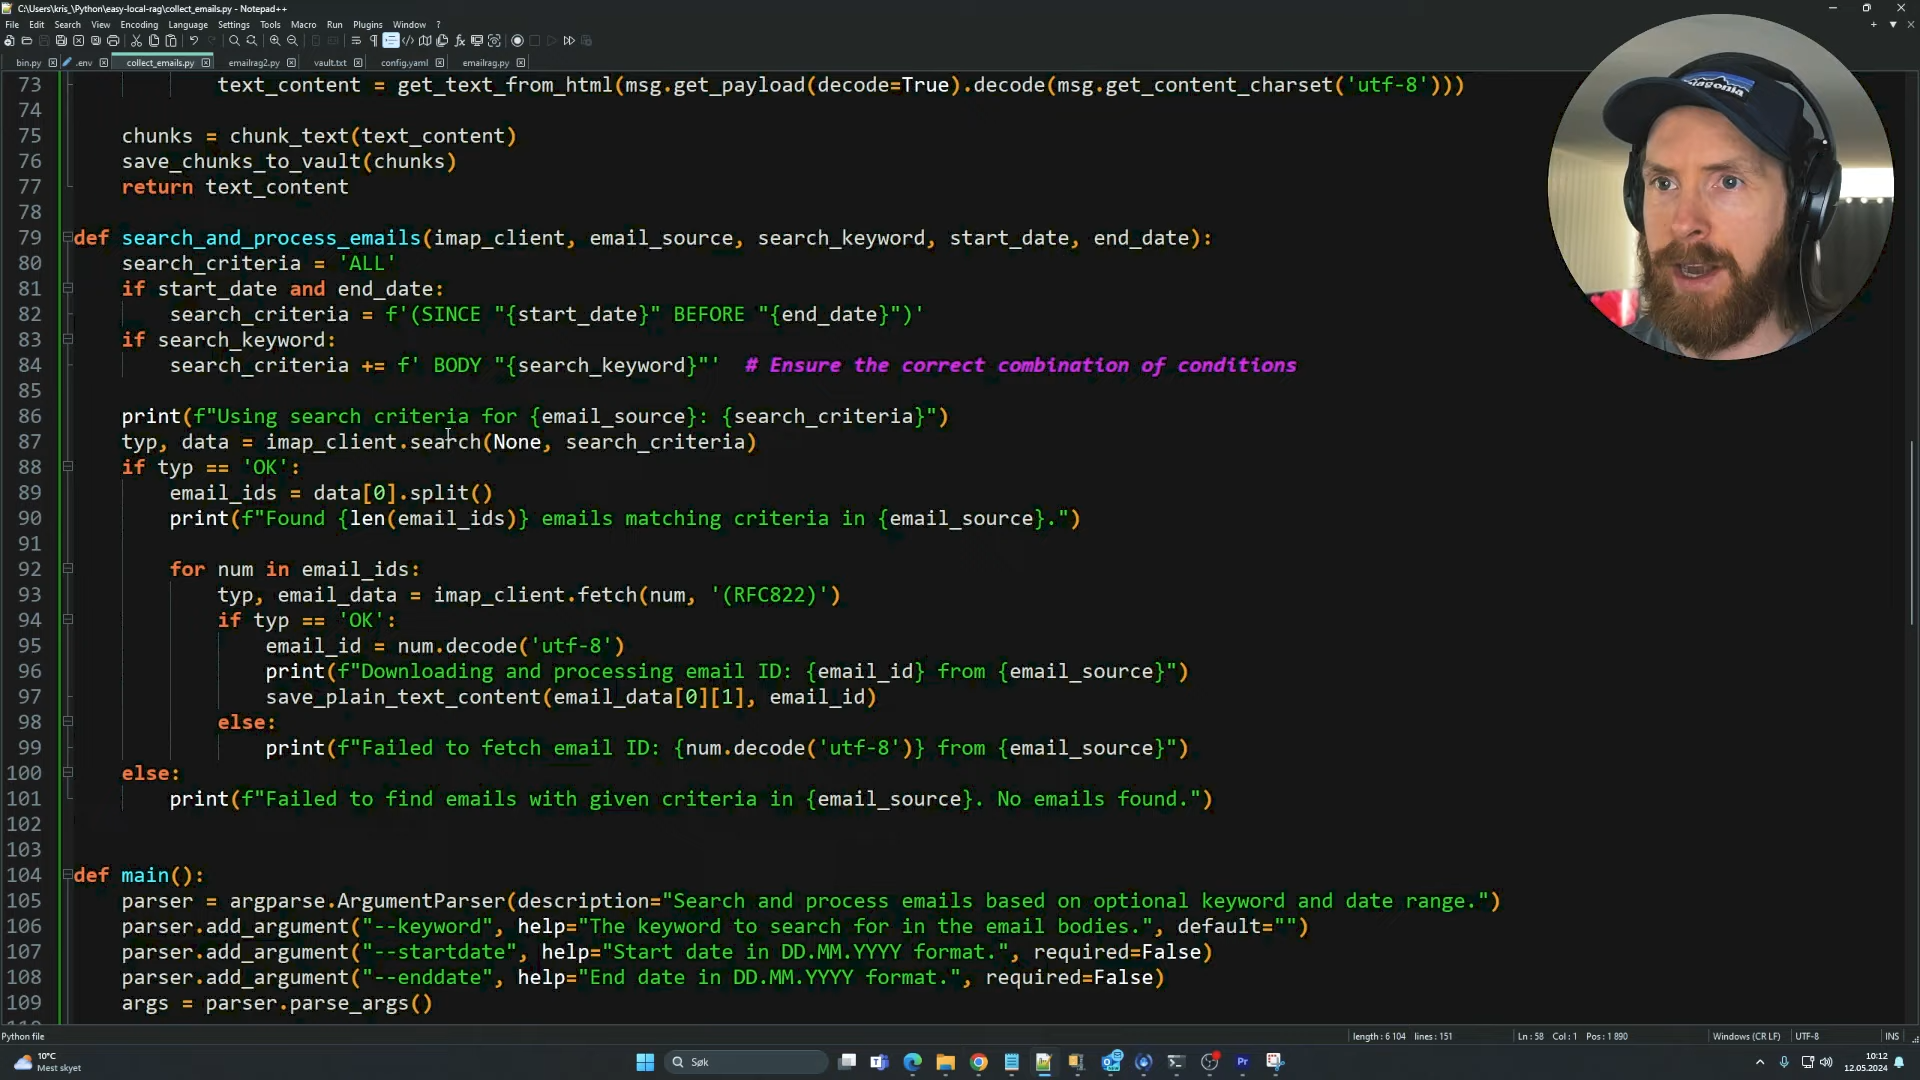 C:\Users\kris_\Python\easy-local-rag\collect_emails.py - Notepad++
File Edit Search View Encoding Language Settings Tools Macro Run Plugins Window ?
bin.py .env collect_emails.py emailrag2.py vault.txt config.yaml emailrag.py
73 text_content = get_text_from_html(msg.get_payload(decode=True).decode(msg.get_content_charset('utf-8')))
74
75 chunks = chunk_text(text_content)
76 save_chunks_to_vault(chunks)
77 return text_content
78
79 def search_and_process_emails(imap_client, email_source, search_keyword, start_date, end_date):
80 search_criteria = 'ALL'
81 if start_date and end_date:
82 search_criteria = f'(SINCE "{start_date}" BEFORE "{end_date}")'
83 if search_keyword:
84 search_criteria += f' BODY "{search_keyword}"' # Ensure the correct combination of conditions
85
86 print(f"Using search criteria for {email_source}: {search_criteria}")
87 typ, data = imap_client.search(None, search_criteria)
88 if typ == 'OK':
89 email_ids = data[0].split()
90 print(f"Found {len(email_ids)} emails matching criteria in {email_source}.")
91
92 for num in email_ids:
93 typ, email_data = imap_client.fetch(num, '(RFC822)')
94 if typ == 'OK':
95 email_id = num.decode('utf-8')
96 print(f"Downloading and processing email ID: {email_id} from {email_source}")
97 save_plain_text_content(email_data[0][1], email_id)
98 else:
99 print(f"Failed to fetch email ID: {num.decode('utf-8')} from {email_source}")
100 else:
101 print(f"Failed to find emails with given criteria in {email_source}. No emails found.")
102
103
104 def main():
105 parser = argparse.ArgumentParser(description="Search and process emails based on optional keyword and date range.")
106 parser.add_argument("--keyword", help="The keyword to search for in the email bodies.", default="")
107 parser.add_argument("--startdate", help="Start date in DD.MM.YYYY format.", required=False)
108 parser.add_argument("--enddate", help="End date in DD.MM.YYYY format.", required=False)
109 args = parser.parse_args()
Python file length : 6 104 lines : 151 Ln : 58 Col : 1 Pos : 1 890 Windows (CR LF) UTF-8 INS
10°C
Mest skyet
Søk
10:12
12.05.2024
patagonia